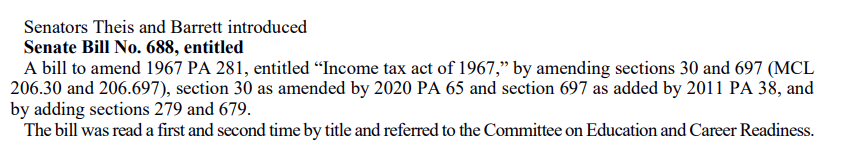 Senators Theis and Barrett introduced
Senate Bill No. 688, entitled
A bill to amend 1967 PA 281, entitled “Income tax act of 1967,” by amending sections 30 and 697 (MCL
206.30 and 206.697), section 30 as amended by 2020 PA 65 and section 697 as added by 2011 PA 38, and
by adding sections 279 and 679.
The bill was read a first and second time by title and referred to the Committee on Education and Career Readiness.